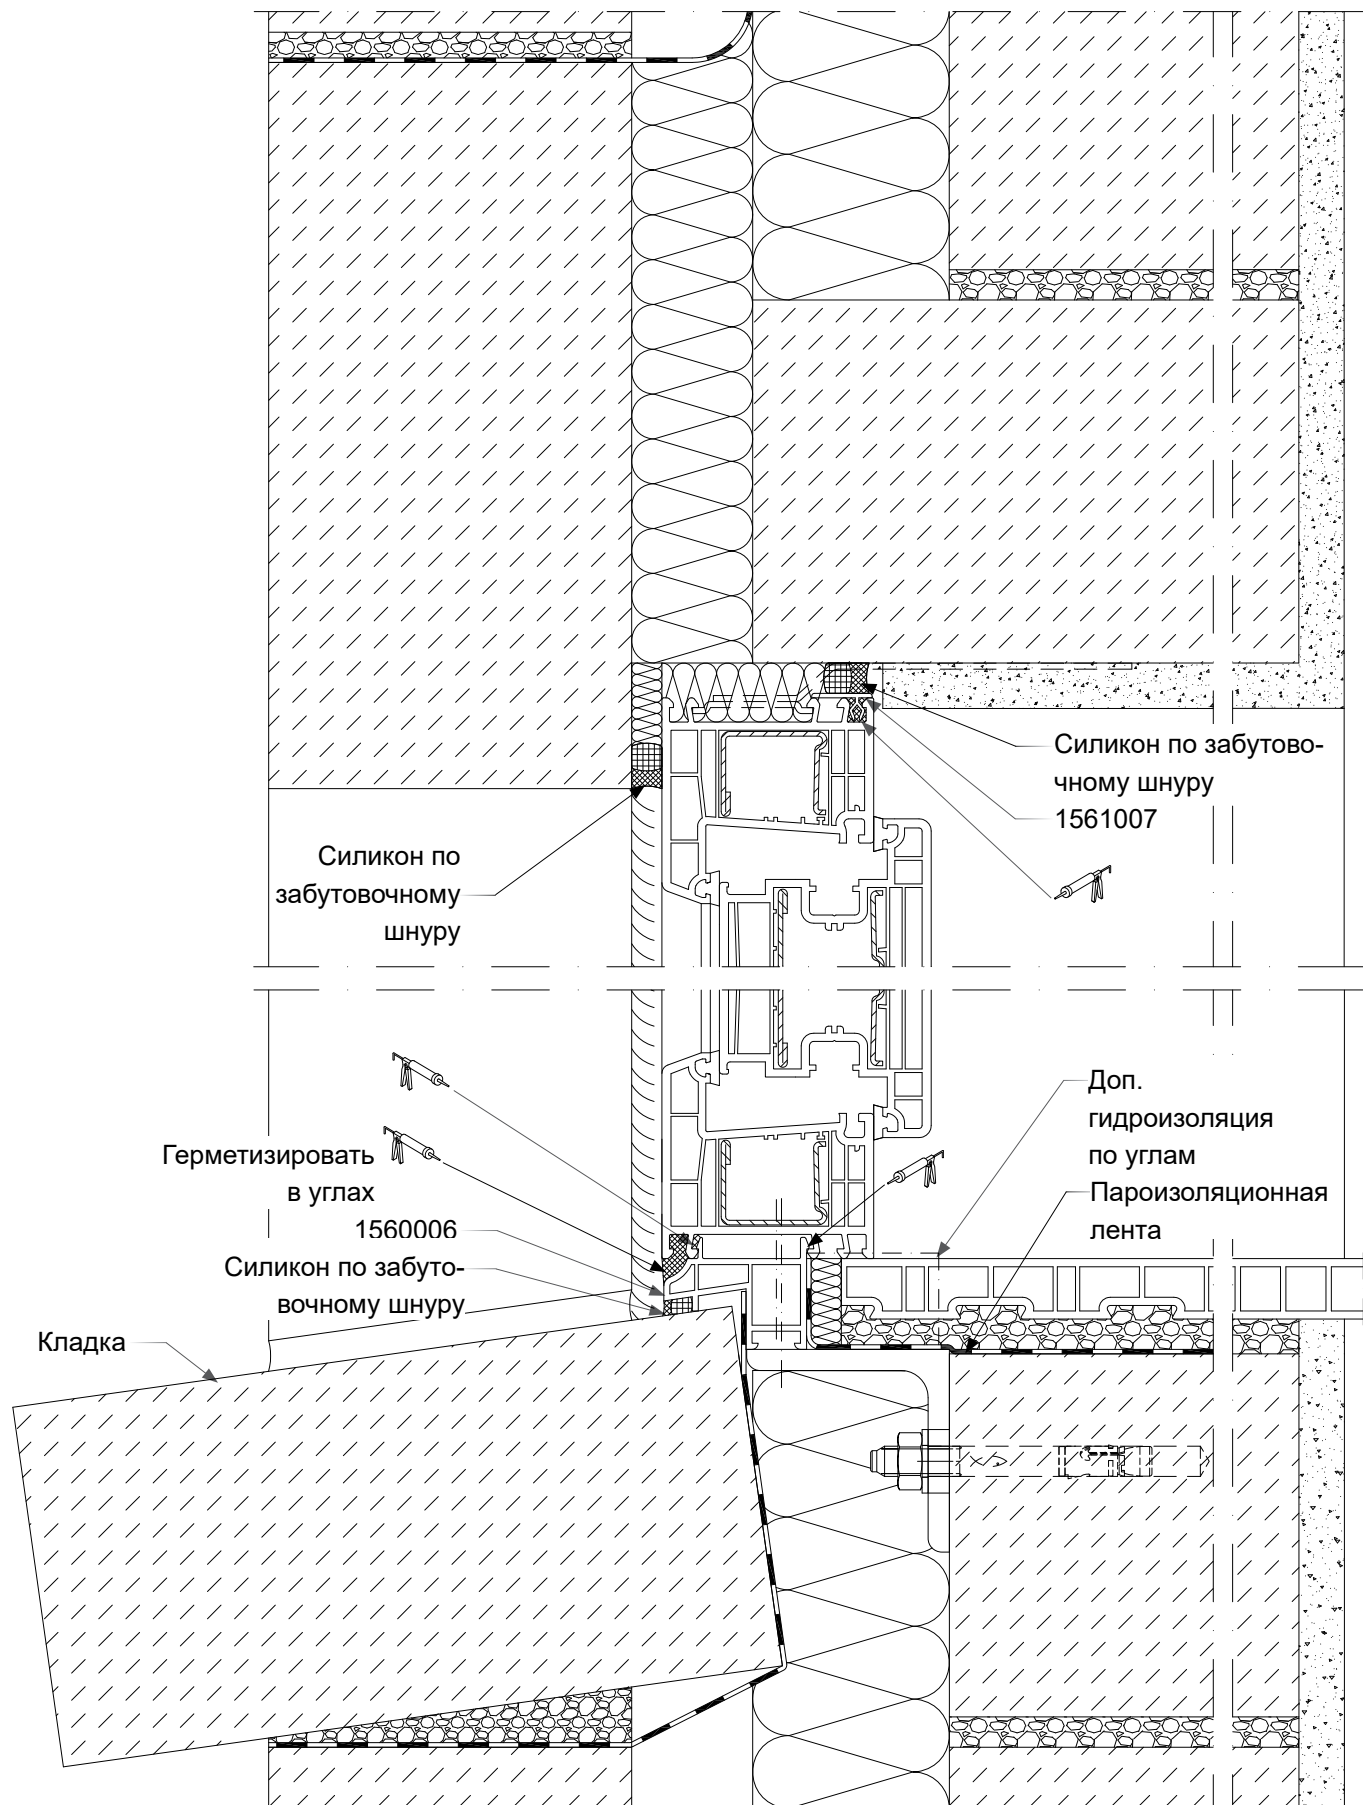 Силикон по забутово-
чному шнуру
1561007
Силикон по
забутовочному
шнуру
Доп.
гидроизоляция
по углам
Пароизоляционная
лента
Герметизировать
в углах
1560006
Силикон по забуто-
вочному шнуру
Кладка